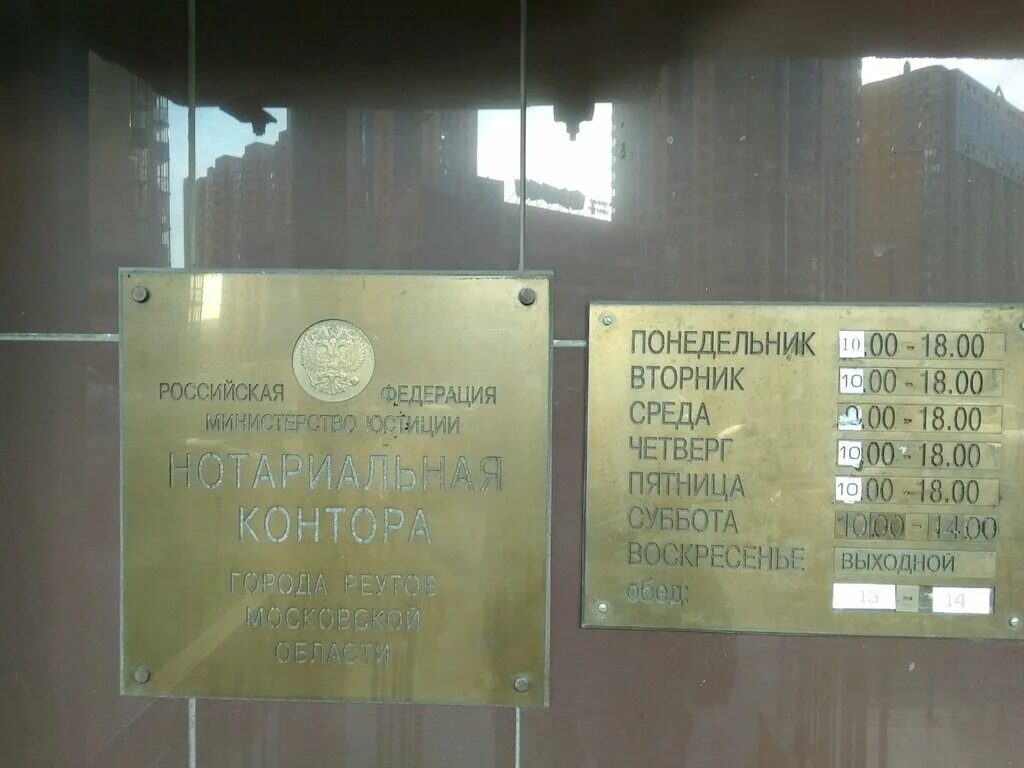 РОССИЙСКАЯ ФЕДЕРАЦИЯ
МИНИСТЕРСТВО ЮСТИЦИИ
НОТАРИАЛЬНАЯ
КОНТОРА
ГОРОДА РЕУТОВ
МОСКОВСКОЙ
ОБЛАСТИ
ПОНЕДЕЛЬНИК 10.00 - 18.00
ВТОРНИК 10.00 - 18.00
СРЕДА .00 - 18.00
ЧЕТВЕРГ 10.00 - 18.00
ПЯТНИЦА 10.00 - 18.00
СУББОТА 10.00 - 14.00
ВОСКРЕСЕНЬЕ ВЫХОДНОЙ
обед: 13 - 14